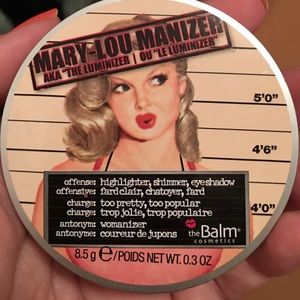 MARY-LOU MANIZER
AKA "THE LUMINIZER" | OU "LE LUMINIZER"
5'0"
4'6"
4'0"
offense: highlighter, shimmer, eyeshadow
offensive: fard clair, chatoyer, fard
charge: too pretty, too popular
charge: trop jolie, trop populaire
antonym: womanizer
antonyme: coureur de jupons
theBalm®
cosmetics
8.5 g ℮/POIDS NET WT. 0.3 OZ